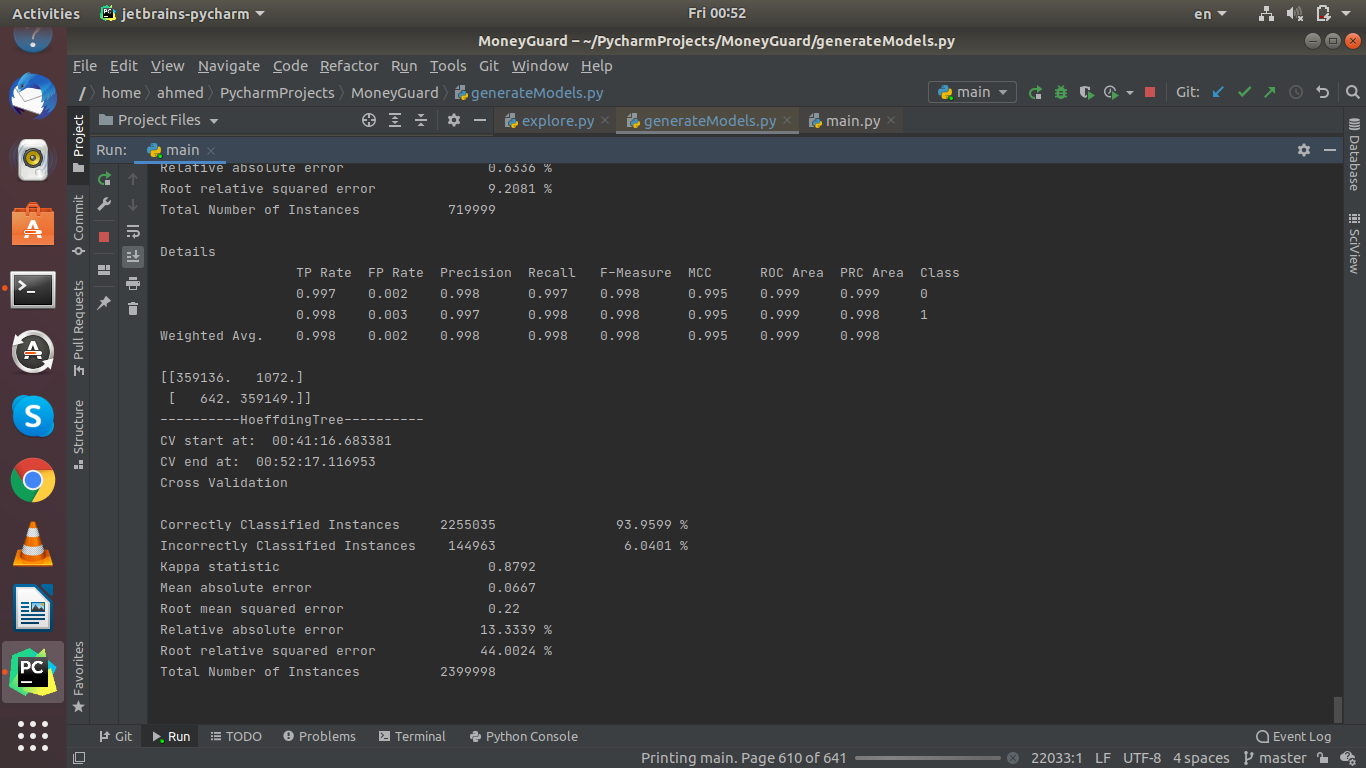 Activities jetbrains-pycharm Fri 00:52 en
MoneyGuard – ~/PycharmProjects/MoneyGuard/generateModels.py
File Edit View Navigate Code Refactor Run Tools Git Window Help
/ home ahmed PycharmProjects MoneyGuard generateModels.py main Git:
Project Files explore.py generateModels.py main.py
Run: main
Project
Commit
Pull Requests
Structure
Favorites
Relative absolute error 0.6336 %
Root relative squared error 9.2081 %
Total Number of Instances 719999
Details
TP Rate FP Rate Precision Recall F-Measure MCC ROC Area PRC Area Class
0.997 0.002 0.998 0.997 0.998 0.995 0.999 0.999 0
0.998 0.003 0.997 0.998 0.998 0.995 0.999 0.998 1
Weighted Avg. 0.998 0.002 0.998 0.998 0.998 0.995 0.999 0.998
[[359136. 1072.]
[ 642. 359149.]]
----------HoeffdingTree----------
CV start at: 00:41:16.683381
CV end at: 00:52:17.116953
Cross Validation
Correctly Classified Instances 2255035 93.9599 %
Incorrectly Classified Instances 144963 6.0401 %
Kappa statistic 0.8792
Mean absolute error 0.0667
Root mean squared error 0.22
Relative absolute error 13.3339 %
Root relative squared error 44.0024 %
Total Number of Instances 2399998
Database
SciView
Git Run TODO Problems Terminal Python Console Event Log
Printing main. Page 610 of 641 22033:1 LF UTF-8 4 spaces master